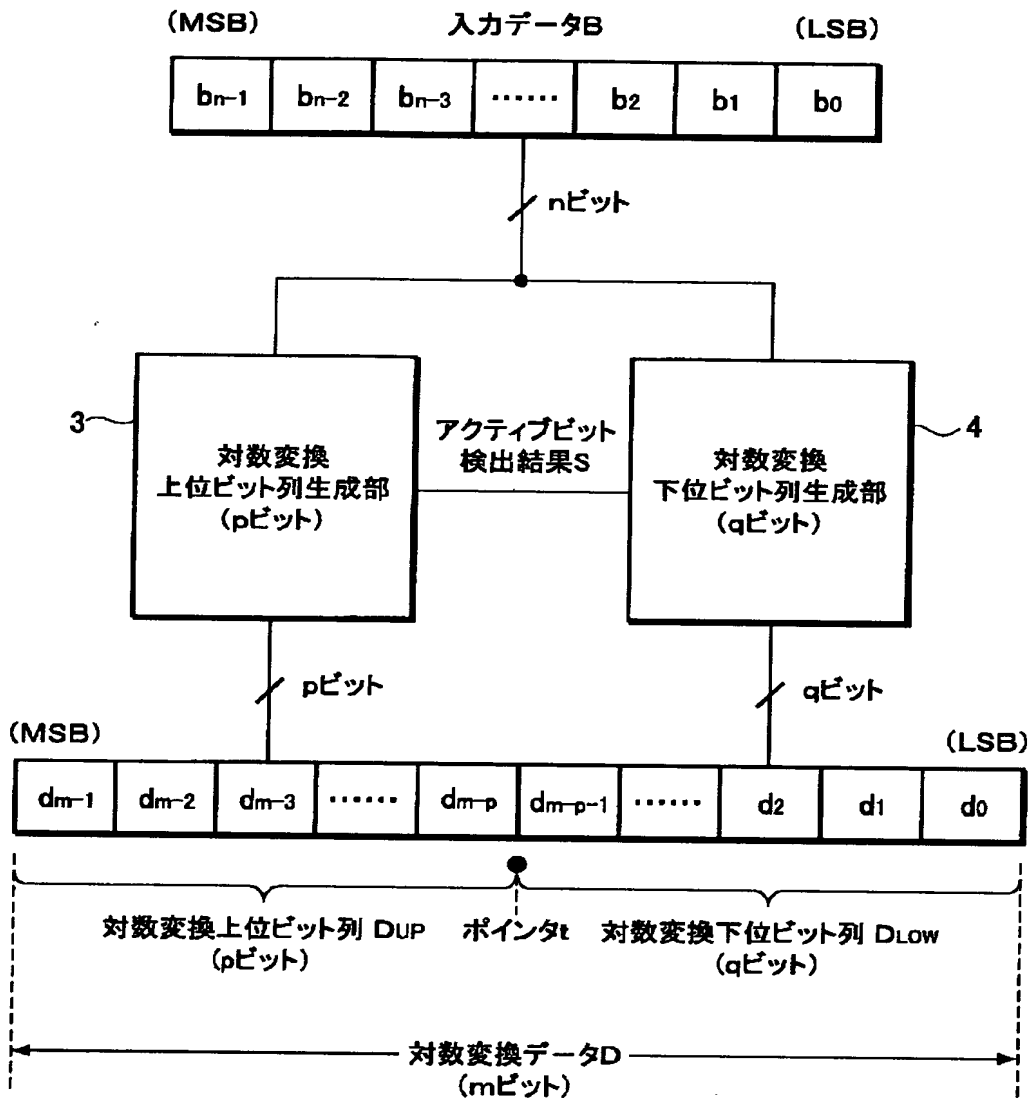 (MSB) 入力データB (LSB)
bn-1 bn-2 bn-3 …… b2 b1 b0
nビット
3
対数変換
上位ビット列生成部
(pビット)
アクティブビット
検出結果S
4
対数変換
下位ビット列生成部
(qビット)
pビット
qビット
(MSB) (LSB)
dm-1 dm-2 dm-3 …… dm-p dm-p-1 …… d2 d1 d0
対数変換上位ビット列 DUP
(pビット)
ポインタt
対数変換下位ビット列 DLOW
(qビット)
対数変換データD
(mビット)